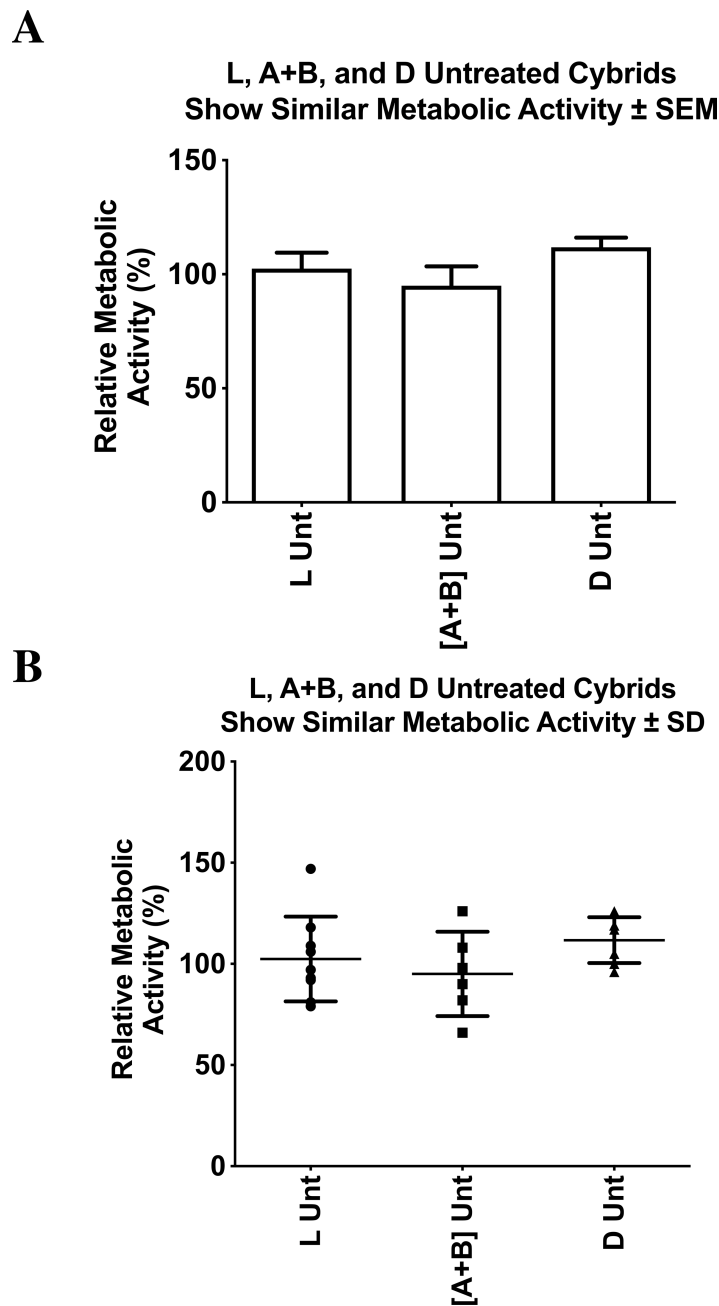 A
L, A+B, and D Untreated Cybrids
Show Similar Metabolic Activity ± SEM
Relative Metabolic
Activity (%)
150
100
50
0
L Unt
[A+B] Unt
D Unt
B
L, A+B, and D Untreated Cybrids
Show Similar Metabolic Activity ± SD
Relative Metabolic
Activity (%)
200
150
100
50
0
L Unt
[A+B] Unt
D Unt